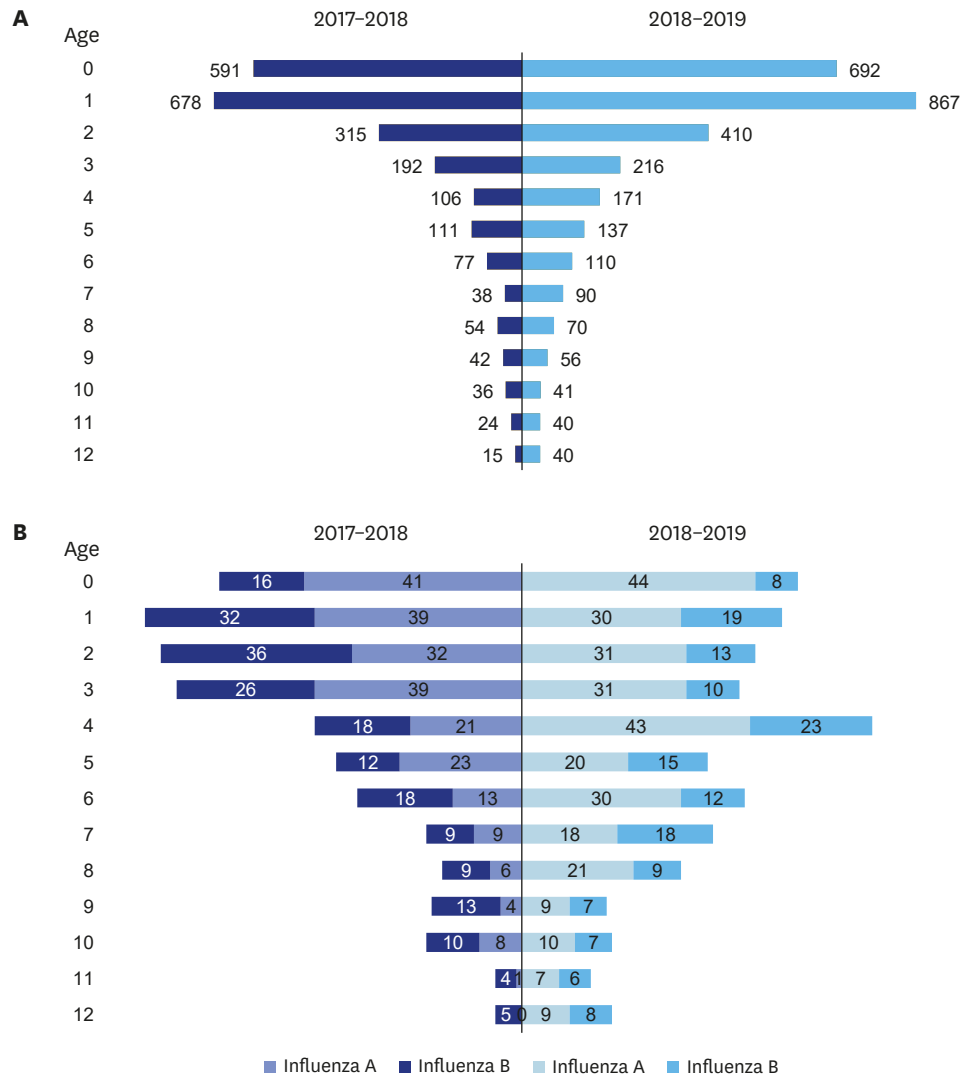 A 2017–2018 2018–2019
Age
0 591 692
1 678 867
2 315 410
3 192 216
4 106 171
5 111 137
6 77 110
7 38 90
8 54 70
9 42 56
10 36 41
11 24 40
12 15 40
B 2017–2018 2018–2019
Age
0 16 41 44 8
1 32 39 30 19
2 36 32 31 13
3 26 39 31 10
4 18 21 43 23
5 12 23 20 15
6 18 13 30 12
7 9 9 18 18
8 9 6 21 9
9 13 4 9 7
10 10 8 10 7
11 4 1 7 6
12 5 0 9 8
Influenza A Influenza B Influenza A Influenza B